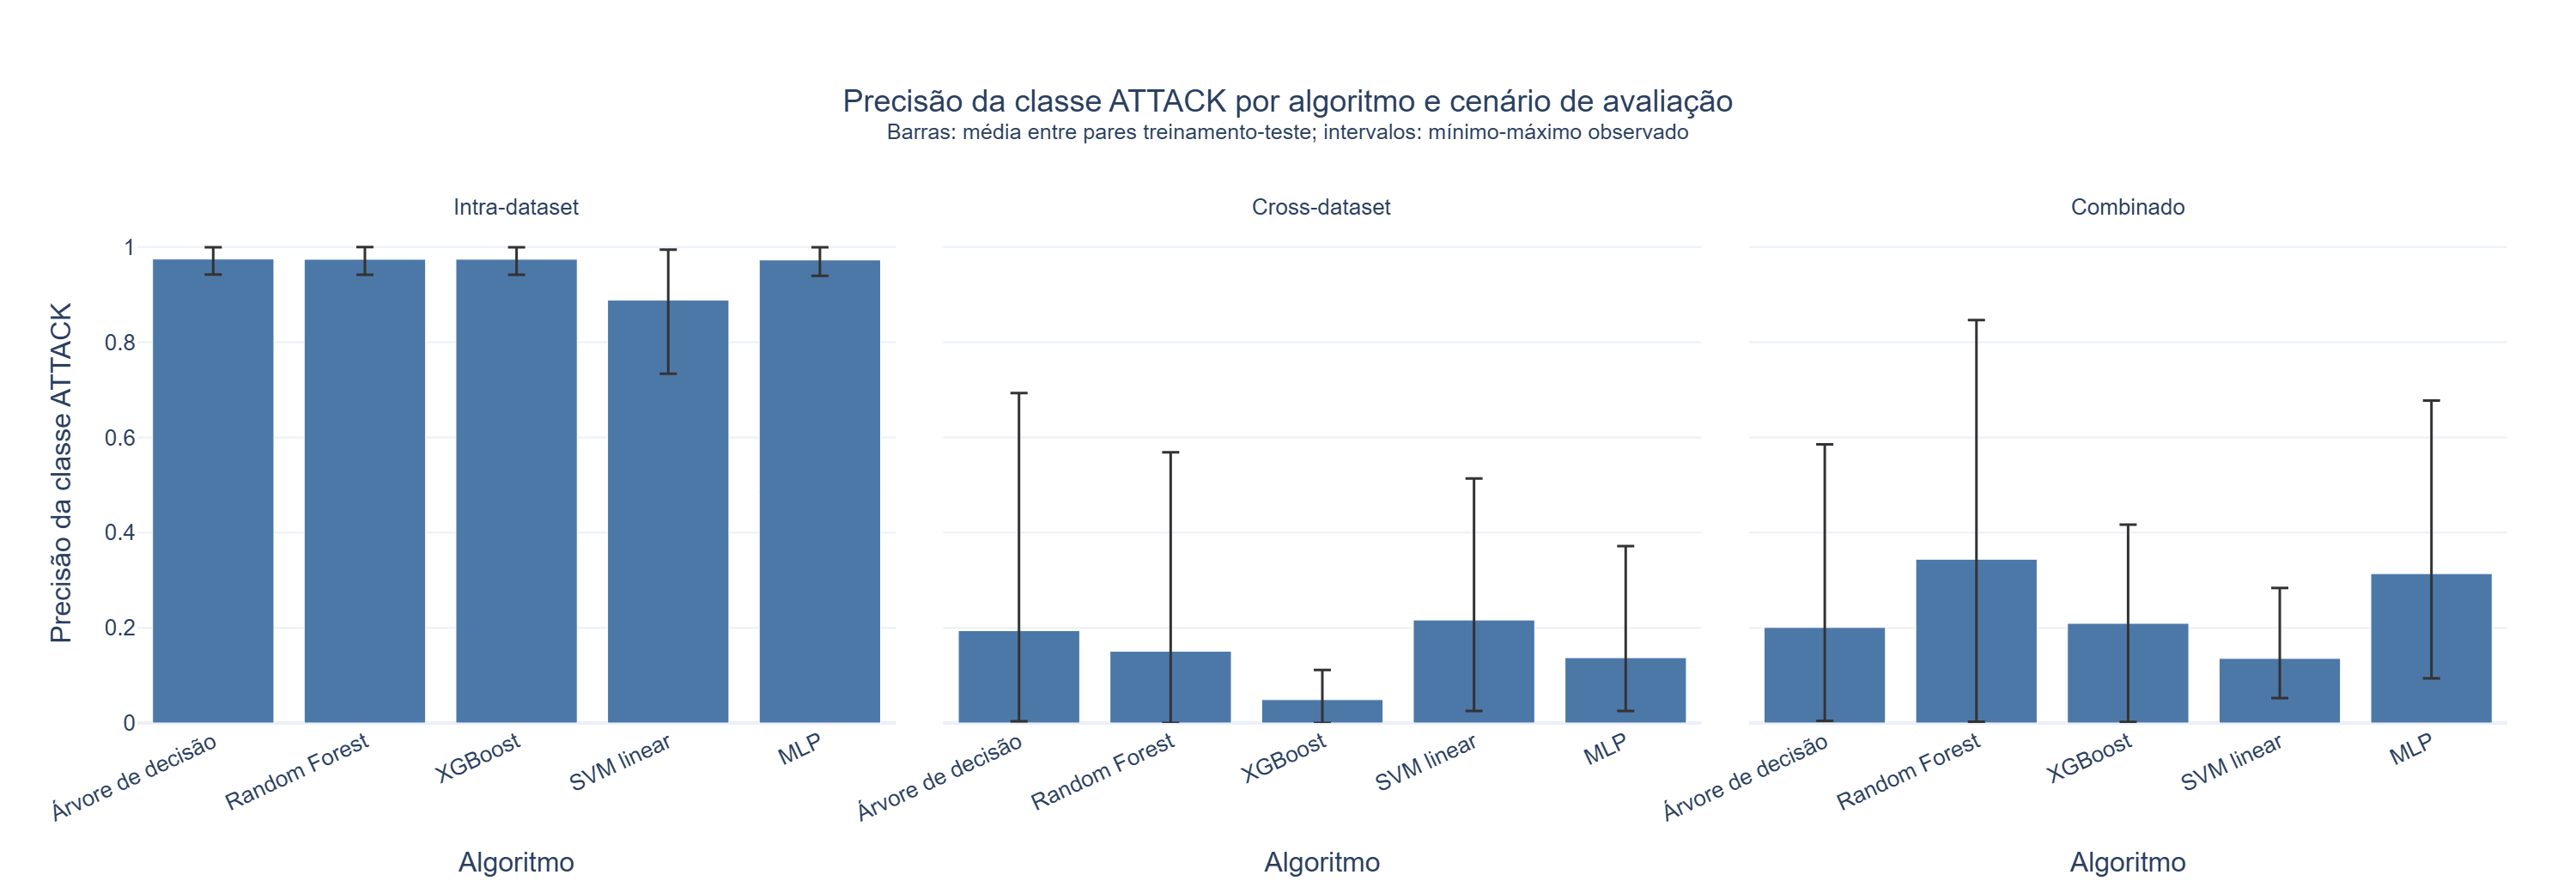 Precisão da classe ATTACK por algoritmo e cenário de avaliação
Barras: média entre pares treinamento-teste; intervalos: mínimo-máximo observado
Intra-dataset
Cross-dataset
Combinado
Precisão da classe ATTACK
1
0.8
0.6
0.4
0.2
0
Árvore de decisão
Random Forest
XGBoost
SVM linear
MLP
Árvore de decisão
Random Forest
XGBoost
SVM linear
MLP
Árvore de decisão
Random Forest
XGBoost
SVM linear
MLP
Algoritmo
Algoritmo
Algoritmo